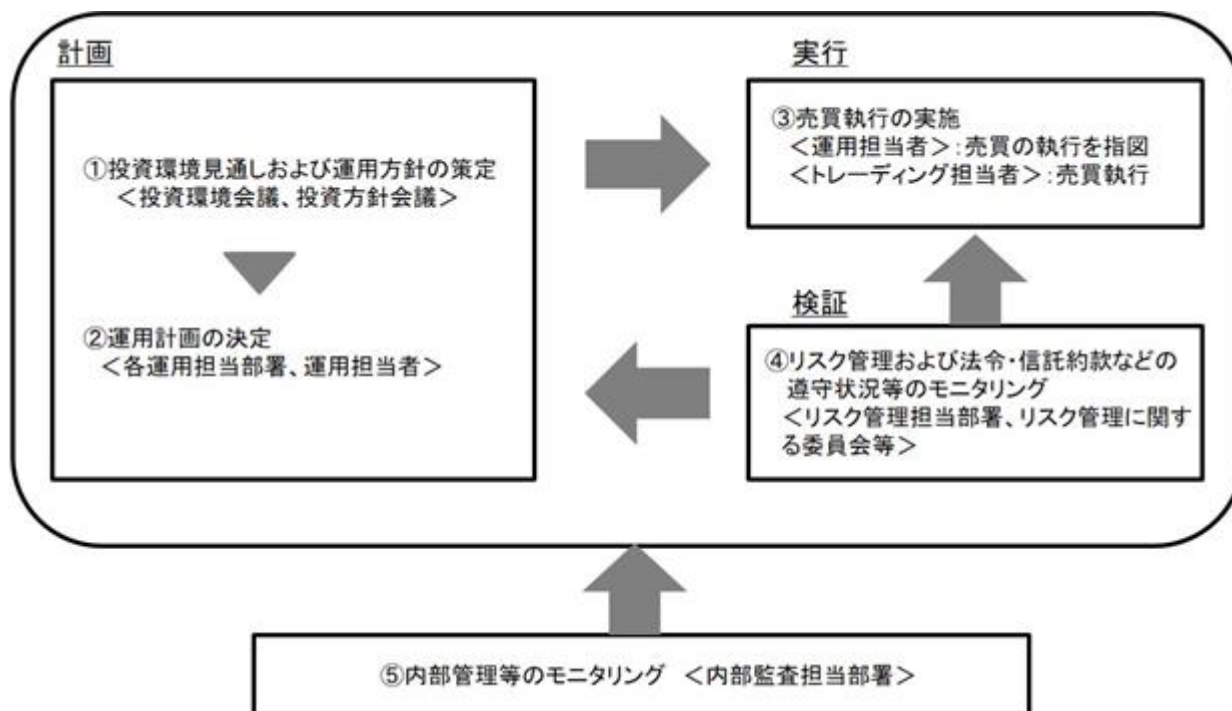 計画
①投資環境見通しおよび運用方針の策定
＜投資環境会議、投資方針会議＞
②運用計画の決定
＜各運用担当部署、運用担当者＞
実行
③売買執行の実施
＜運用担当者＞：売買の執行を指図
＜トレーディング担当者＞：売買執行
検証
④リスク管理および法令・信託約款などの
遵守状況等のモニタリング
＜リスク管理担当部署、リスク管理に関す
る委員会等＞
⑤内部管理等のモニタリング ＜内部監査担当部署＞